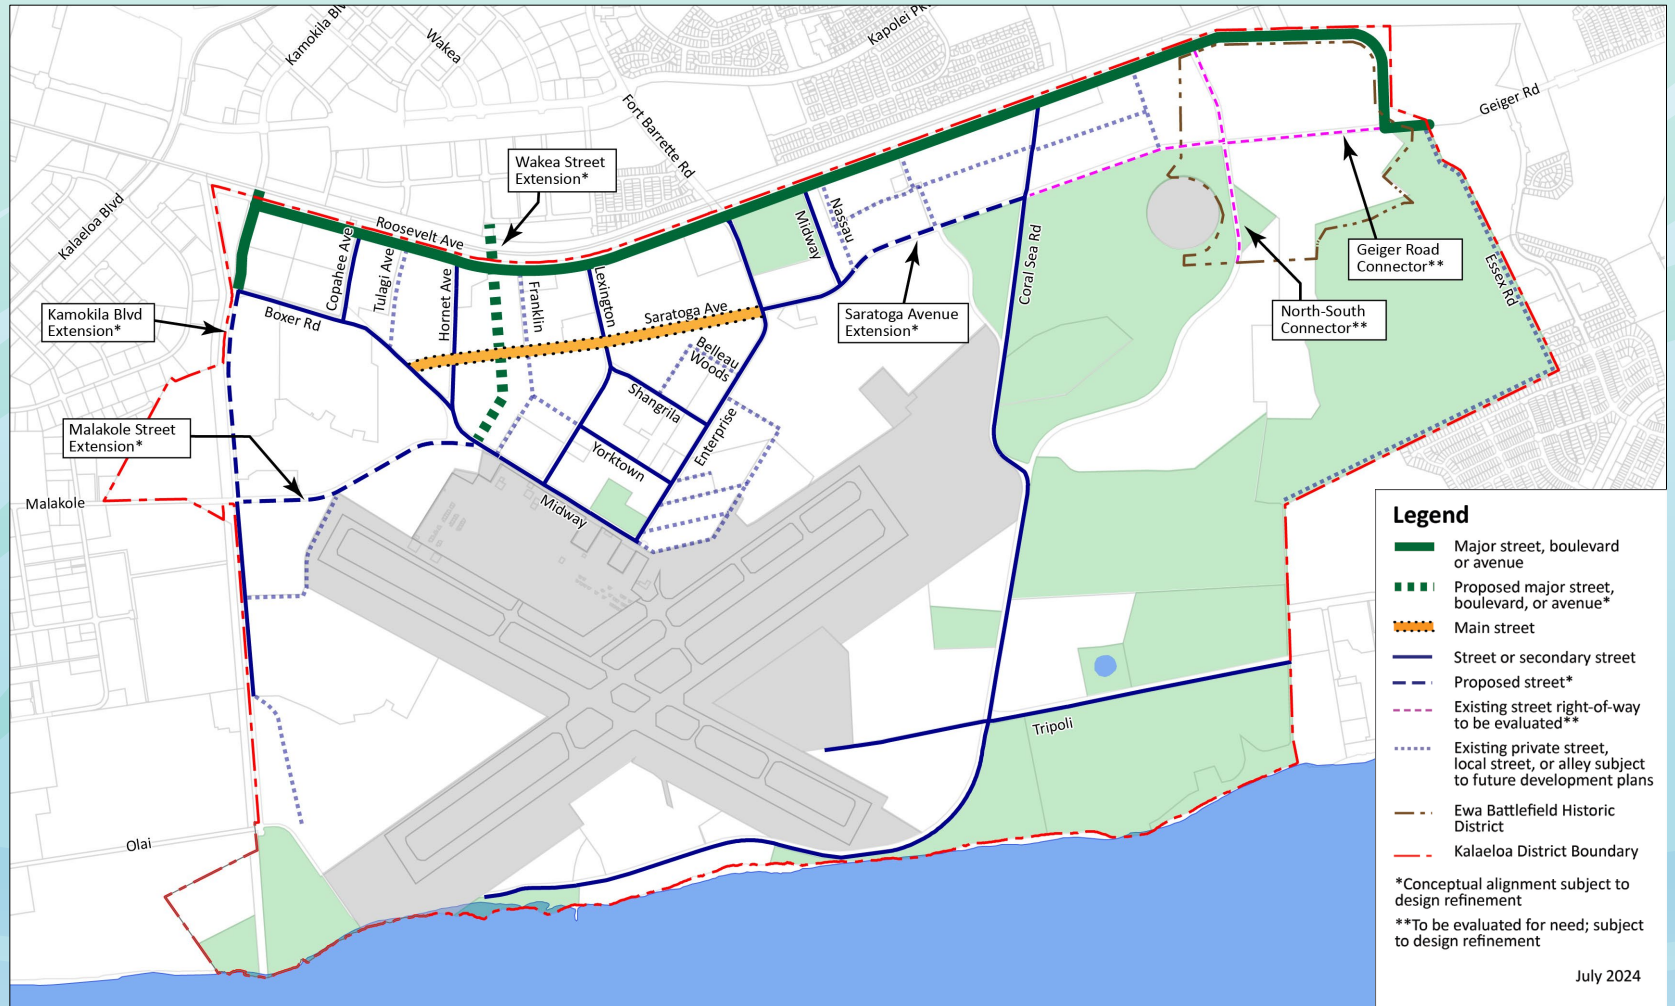 Kamokila Blv
Wakea
Kapolei Pk
Kalaeloa Blvd
Fort Barrette Rd
Geiger Rd
Wakea Street
Extension*
Roosevelt Ave
Copahee Ave
Tulagi Ave
Hornet Ave
Franklin
Lexington
Midway
Nassau
Saratoga Ave
Boxer Rd
Coral Sea Rd
Essex Rd
Kamokila Blvd
Extension*
Saratoga Avenue
Extension*
Geiger Road
Connector**
North-South
Connector**
Belleau
Woods
Shangrila
Enterprise
Yorktown
Midway
Malakole Street
Extension*
Malakole
Tripoli
Olai
Legend
Major street, boulevard
or avenue
Proposed major street,
boulevard, or avenue*
Main street
Street or secondary street
Proposed street*
Existing street right-of-way
to be evaluated**
Existing private street,
local street, or alley subject
to future development plans
Ewa Battlefield Historic
District
Kalaeloa District Boundary
*Conceptual alignment subject to
design refinement
**To be evaluated for need; subject
to design refinement
July 2024